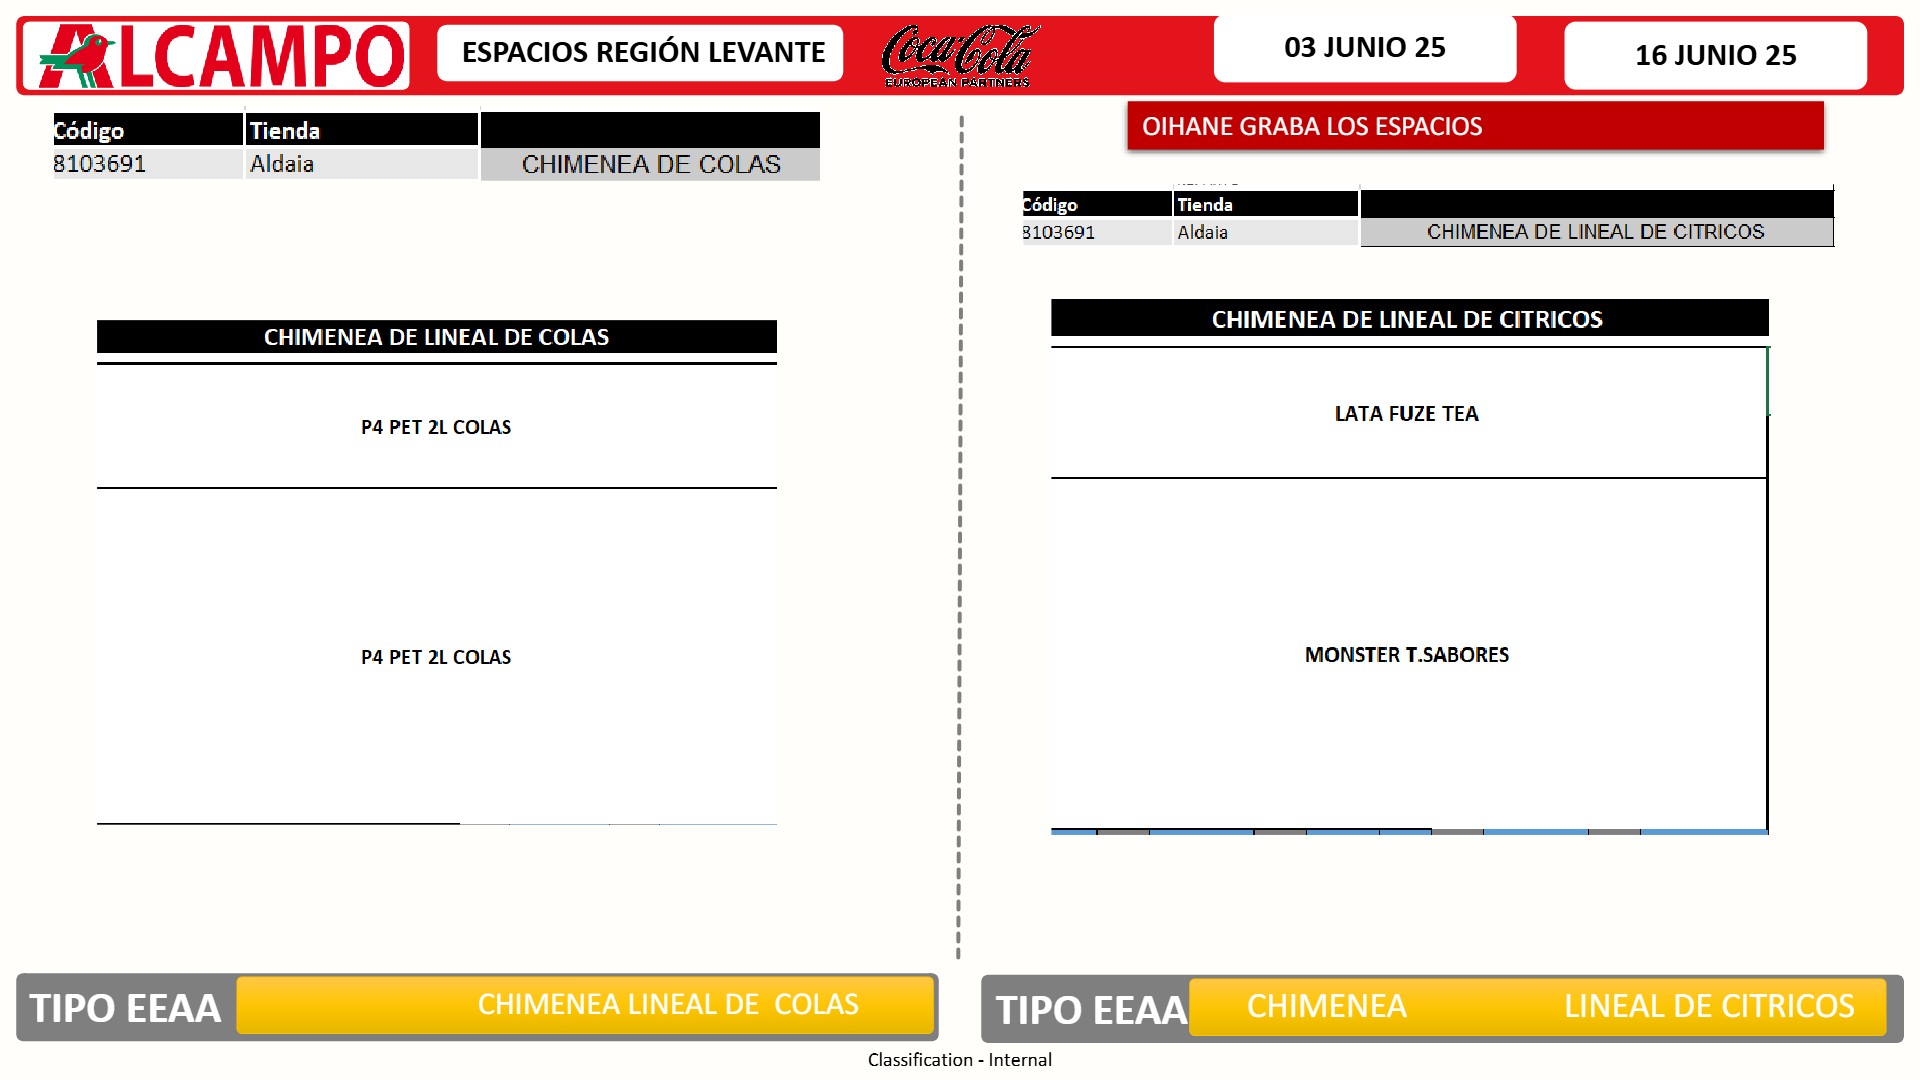 ALCAMPO
ESPACIOS REGIÓN LEVANTE
Coca-Cola
EUROPEAN PARTNERS
03 JUNIO 25
16 JUNIO 25
Código Tienda
8103691 Aldaia CHIMENEA DE COLAS
CHIMENEA DE LINEAL DE COLAS
P4 PET 2L COLAS
P4 PET 2L COLAS
TIPO EEAA CHIMENEA LINEAL DE COLAS
OIHANE GRABA LOS ESPACIOS
Código Tienda
8103691 Aldaia CHIMENEA DE LINEAL DE CITRICOS
CHIMENEA DE LINEAL DE CITRICOS
LATA FUZE TEA
MONSTER T.SABORES
TIPO EEAA CHIMENEA LINEAL DE CITRICOS
Classification - Internal